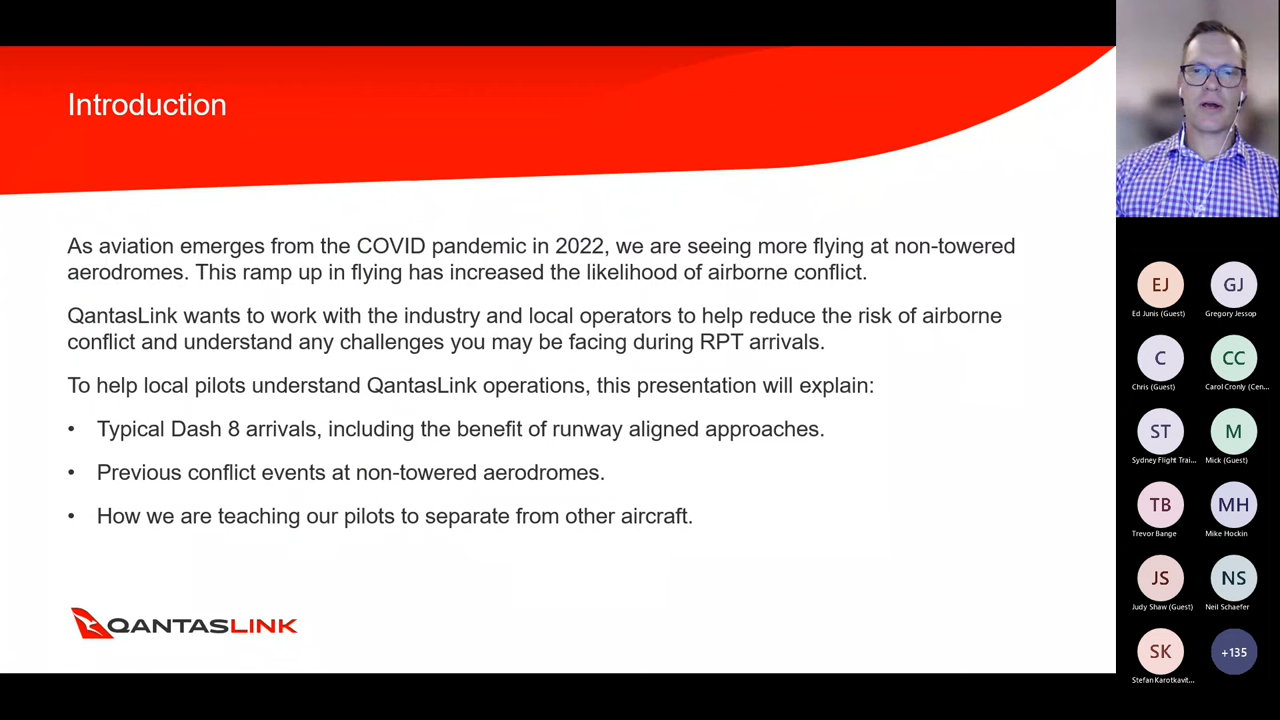 Introduction
As aviation emerges from the COVID pandemic in 2022, we are seeing more flying at non-towered
aerodromes. This ramp up in flying has increased the likelihood of airborne conflict.
QantasLink wants to work with the industry and local operators to help reduce the risk of airborne
conflict and understand any challenges you may be facing during RPT arrivals.
To help local pilots understand QantasLink operations, this presentation will explain:
• Typical Dash 8 arrivals, including the benefit of runway aligned approaches.
• Previous conflict events at non-towered aerodromes.
• How we are teaching our pilots to separate from other aircraft.
QANTASLINK
EJ
GJ
Ed Junis (Guest)
Gregory Jessop
C
CC
Chris (Guest)
Carol Cronly (Cen...
ST
M
Sydney Flight Trai...
Mick (Guest)
TB
MH
Trevor Bange
Mike Hockin
JS
NS
Judy Shaw (Guest)
Neil Schaefer
SK
+135
Stefan Karotkavit...